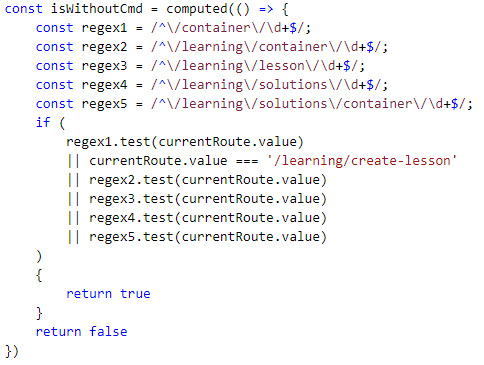 const isWithoutCmd = computed(() => {
    const regex1 = /^\/container\/\d+$/;
    const regex2 = /^\/learning\/container\/\d+$/;
    const regex3 = /^\/learning\/lesson\/\d+$/;
    const regex4 = /^\/learning\/solutions\/\d+$/;
    const regex5 = /^\/learning\/solutions\/container\/\d+$/;
    if (
        regex1.test(currentRoute.value)
        || currentRoute.value === '/learning/create-lesson'
        || regex2.test(currentRoute.value)
        || regex3.test(currentRoute.value)
        || regex4.test(currentRoute.value)
        || regex5.test(currentRoute.value)
    )
    {
        return true
    }
    return false
})